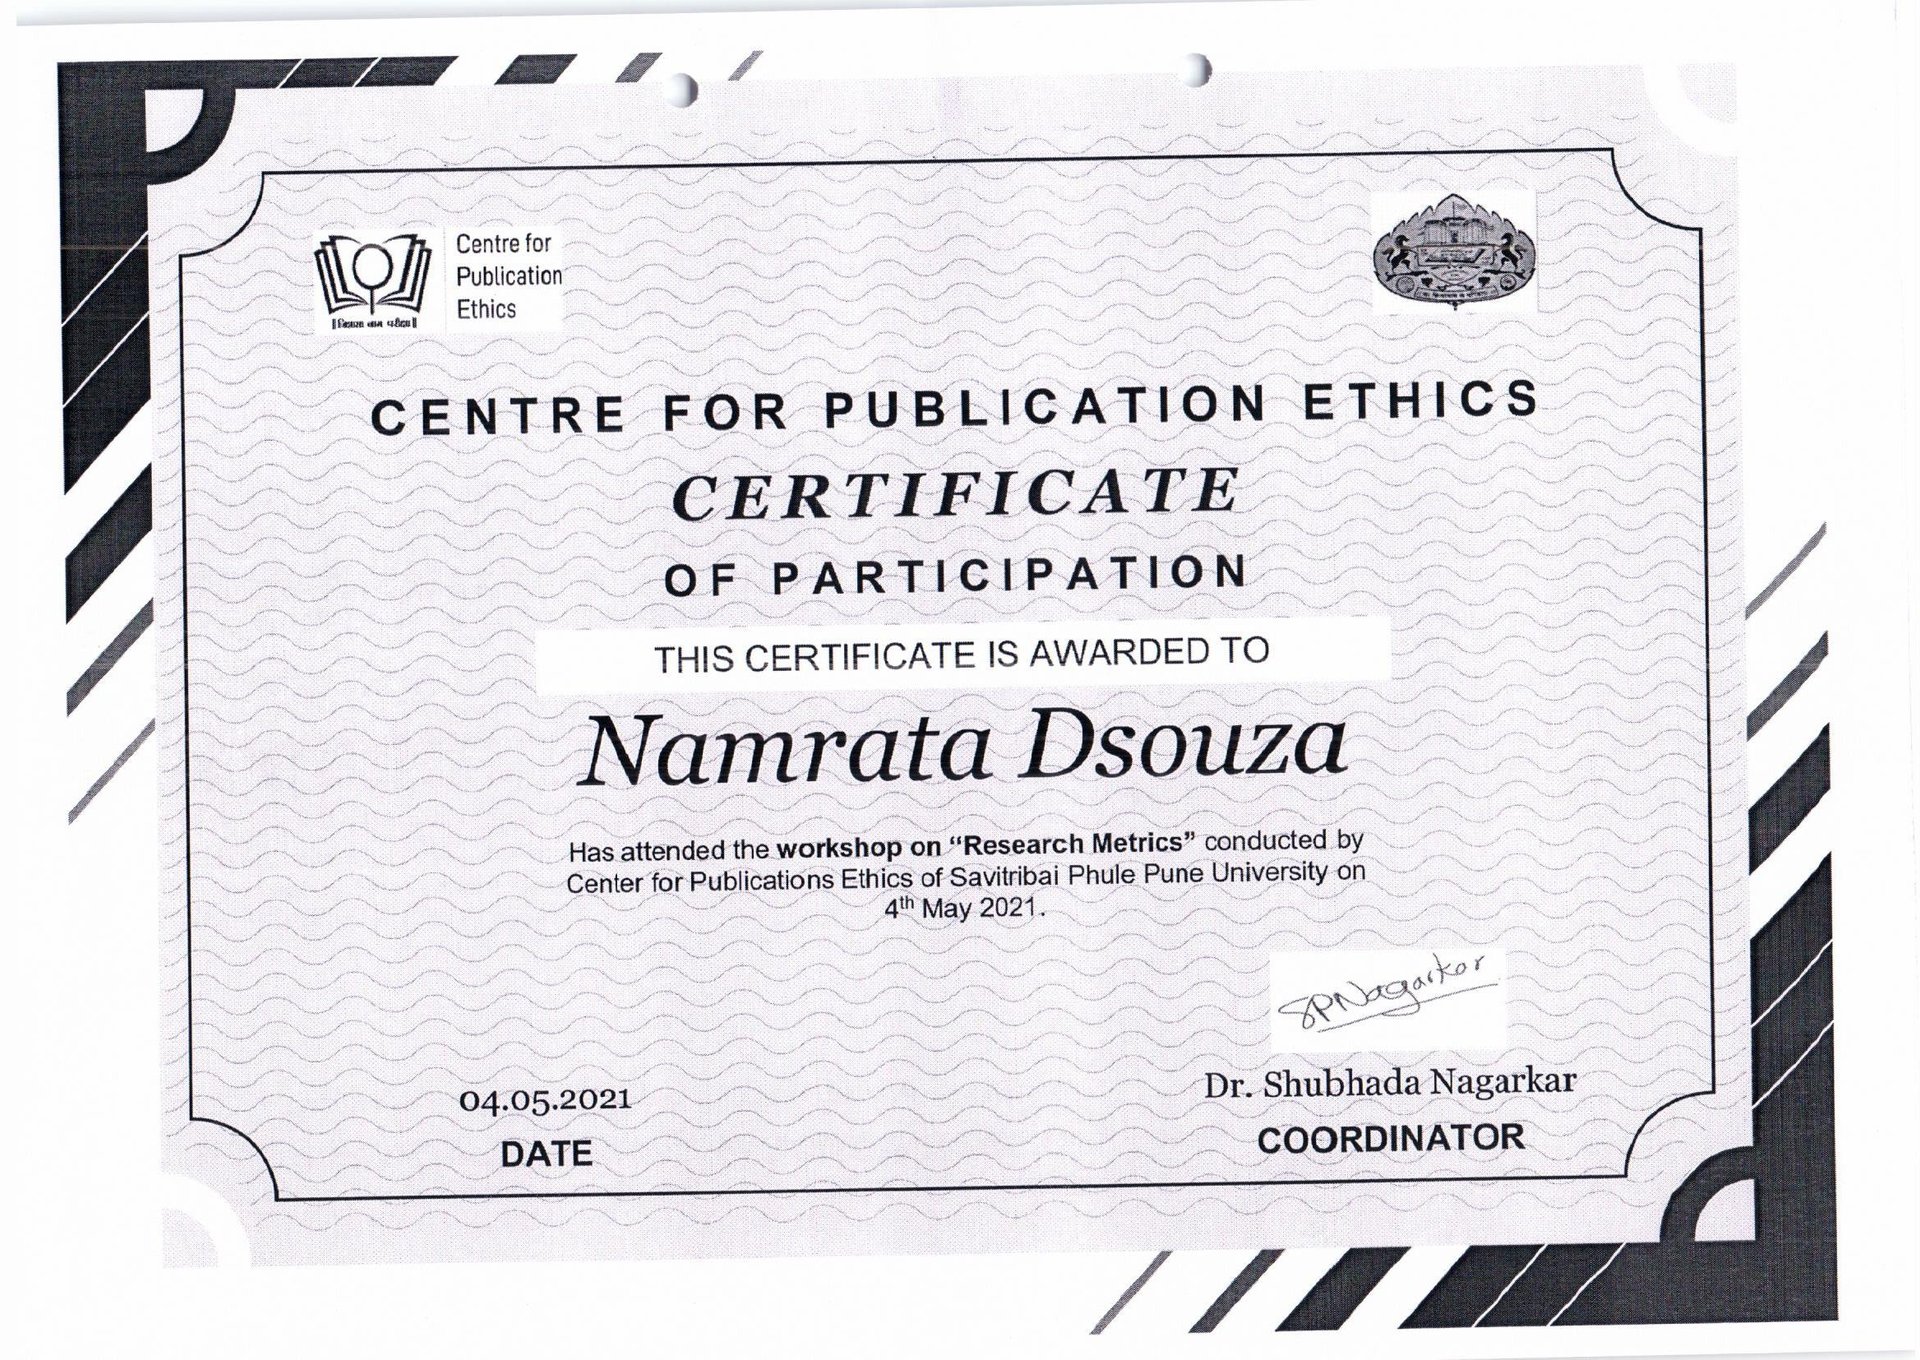 Centre for
Publication
Ethics
CENTRE FOR PUBLICATION ETHICS
CERTIFICATE
OF PARTICIPATION
THIS CERTIFICATE IS AWARDED TO
Namrata Dsouza
Has attended the workshop on “Research Metrics” conducted by
Center for Publications Ethics of Savitribai Phule Pune University on
4th May 2021.
SPNagarkar
04.05.2021
Dr. Shubhada Nagarkar
DATE
COORDINATOR